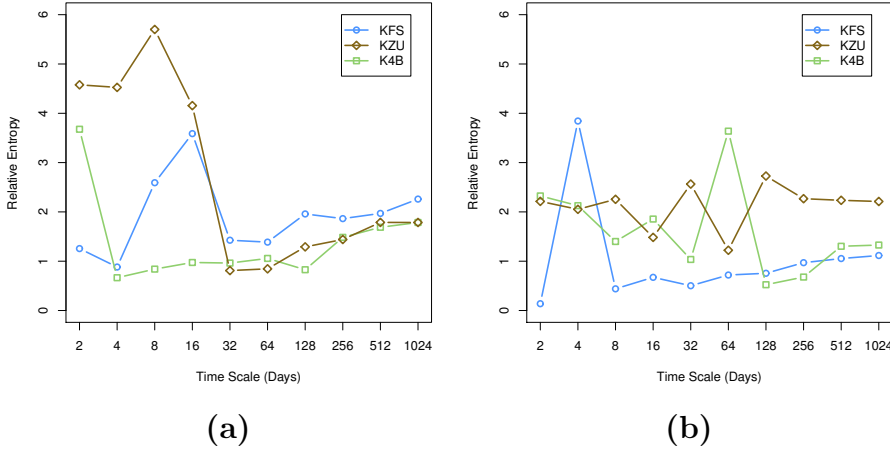 Relative Entropy
0 1 2 3 4 5 6
KFS
KZU
K4B
2 4 8 16 32 64 128 256 512 1024
Time Scale (Days)
(a)
Relative Entropy
0 1 2 3 4 5 6
KFS
KZU
K4B
2 4 8 16 32 64 128 256 512 1024
Time Scale (Days)
(b)